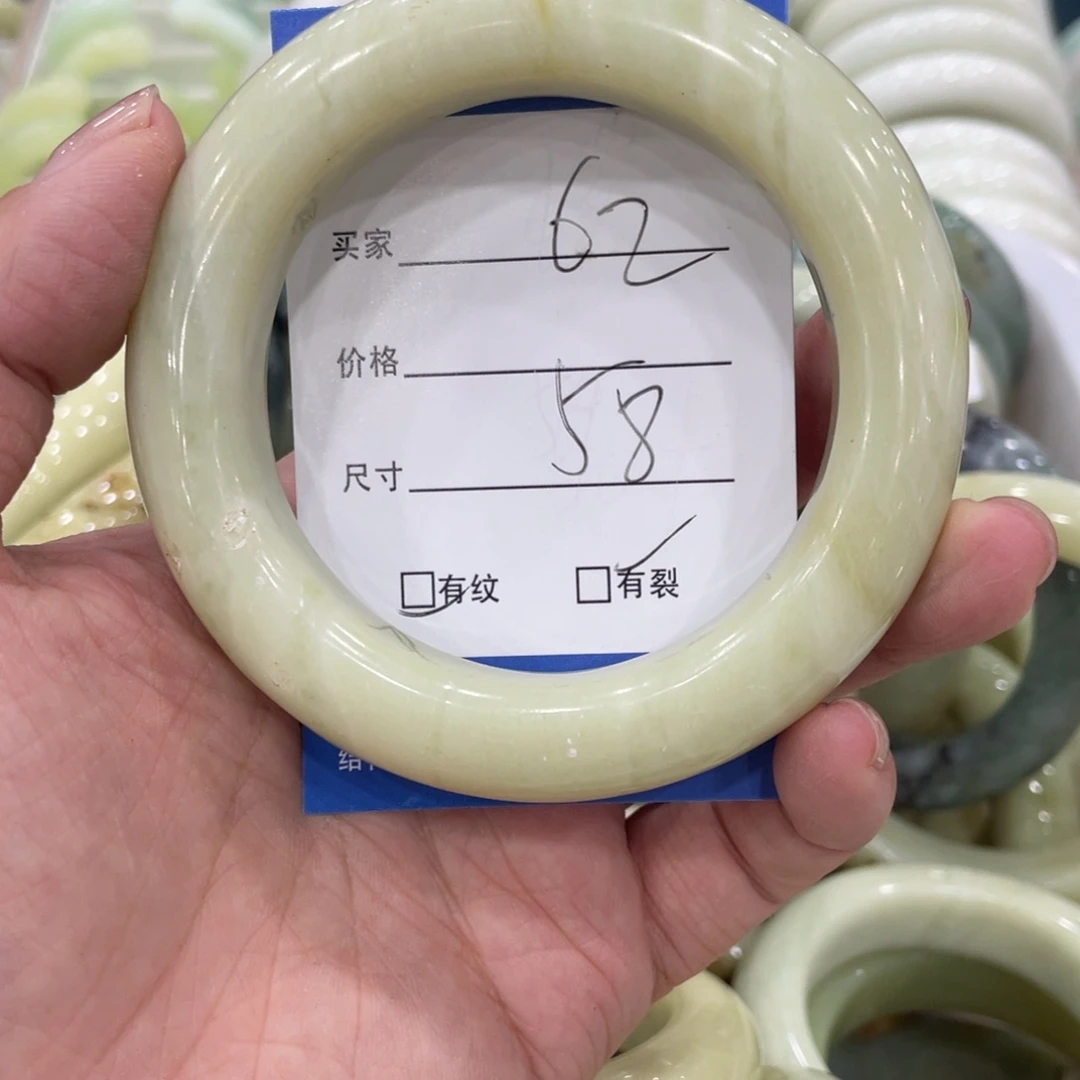 买家 62
价格
尺寸 58
□有纹 □有裂